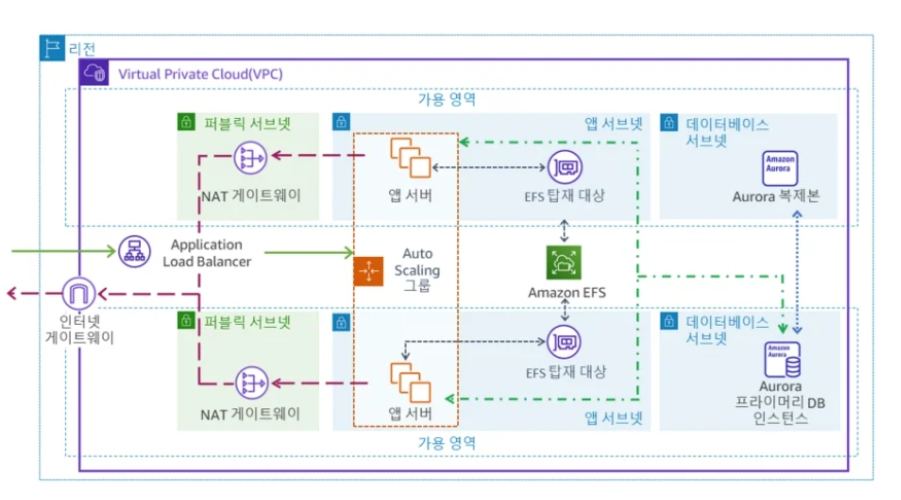 리전
Virtual Private Cloud(VPC)
가용 영역
퍼블릭 서브넷
NAT 게이트웨이
앱 서브넷
앱 서버
EFS 탑재 대상
데이터베이스
서브넷
Amazon
Aurora
Aurora 복제본
Application
Load Balancer
Auto
Scaling
그룹
Amazon EFS
인터넷
게이트웨이
퍼블릭 서브넷
NAT 게이트웨이
앱 서버
EFS 탑재 대상
앱 서브넷
데이터베이스
서브넷
Amazon
Aurora
Aurora
프라이머리 DB
인스턴스
가용 영역